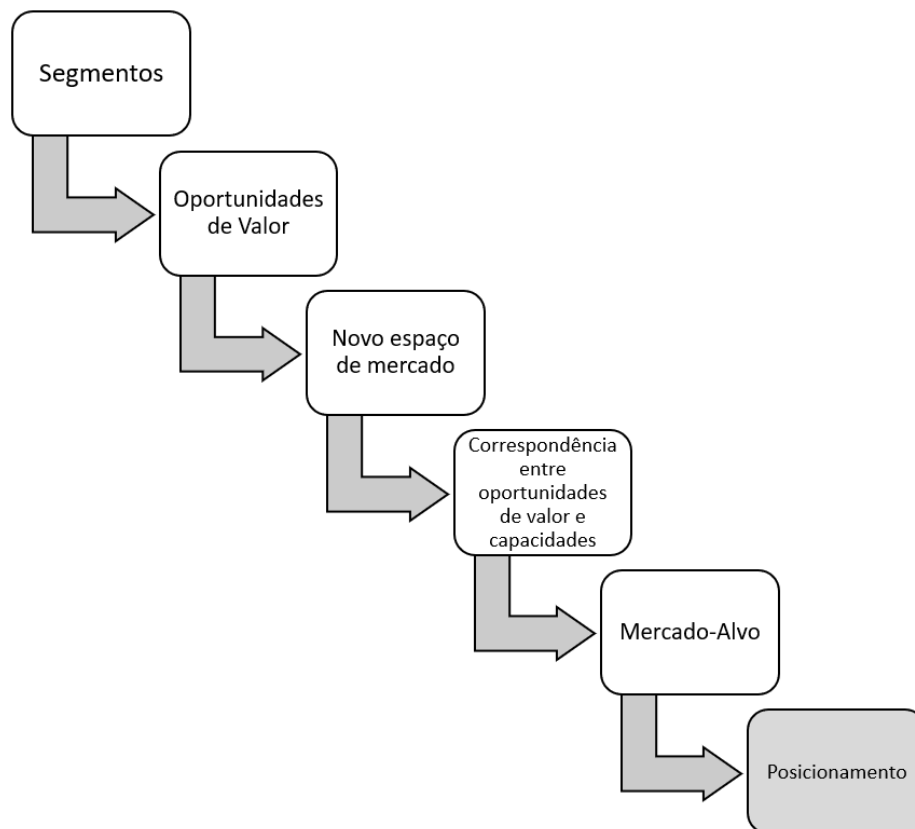 Segmentos
Oportunidades
de Valor
Novo espaço
de mercado
Correspondência
entre
oportunidades
de valor e
capacidades
Mercado-Alvo
Posicionamento